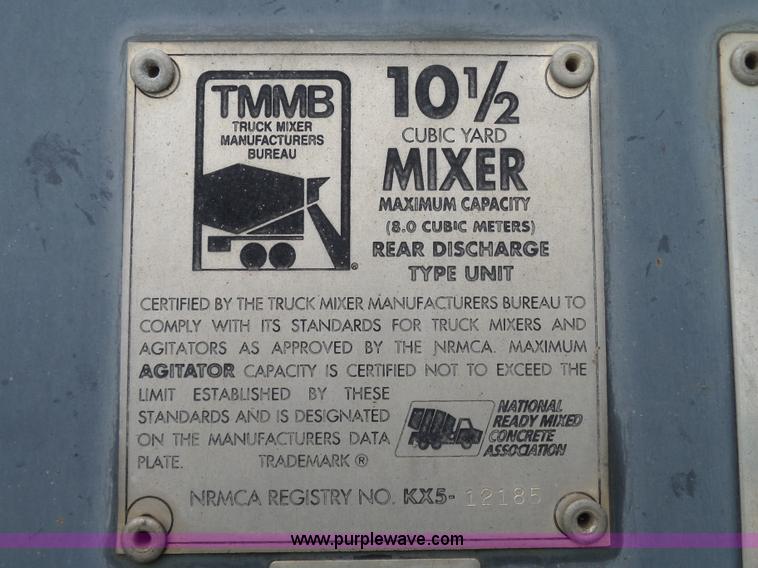 TMMB
TRUCK MIXER
MANUFACTURERS
BUREAU
®
10 1/2
CUBIC YARD
MIXER
MAXIMUM CAPACITY
(8.0 CUBIC METERS)
REAR DISCHARGE
TYPE UNIT
CERTIFIED BY THE TRUCK MIXER MANUFACTURERS BUREAU TO
COMPLY WITH ITS STANDARDS FOR TRUCK MIXERS AND
AGITATORS AS APPROVED BY THE NRMCA. MAXIMUM
AGITATOR CAPACITY IS CERTIFIED NOT TO EXCEED THE
LIMIT ESTABLISHED BY THESE
STANDARDS AND IS DESIGNATED
ON THE MANUFACTURERS DATA
PLATE. TRADEMARK ®
NATIONAL
READY MIXED
CONCRETE
ASSOCIATION
NRMCA REGISTRY NO. KX5-12185
www.purplewave.com